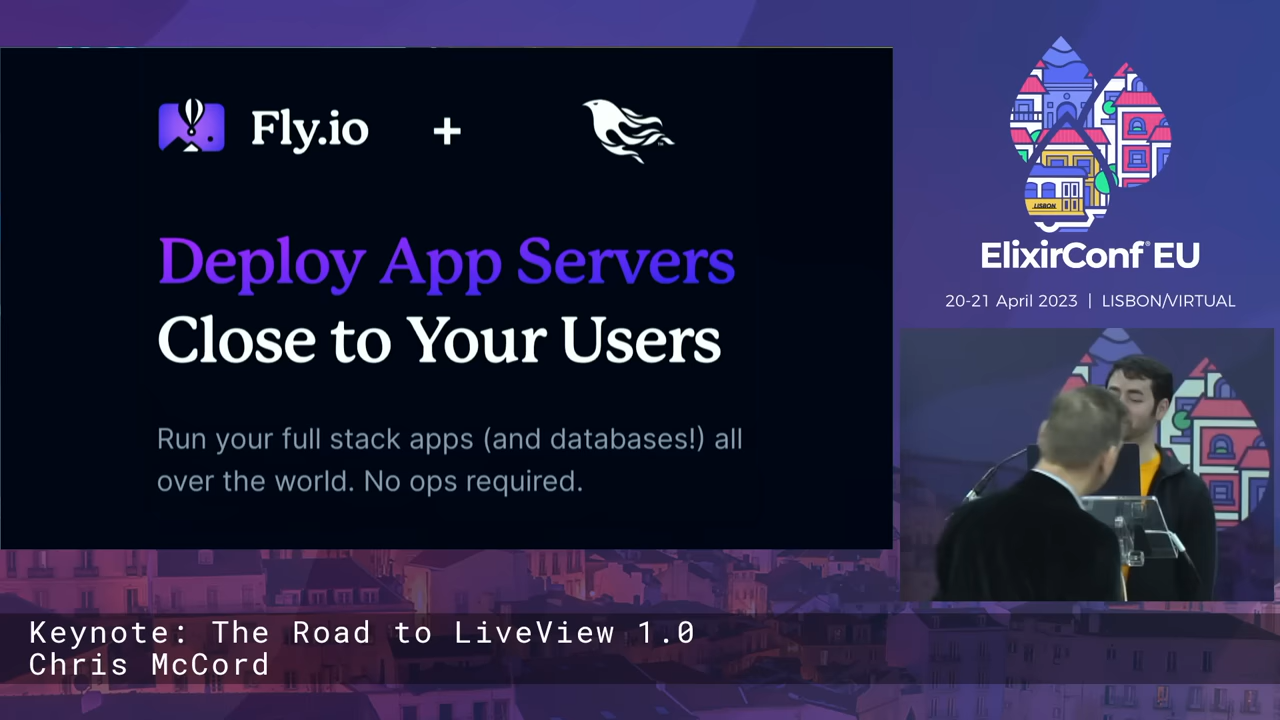 Fly.io +
Deploy App Servers
Close to Your Users
Run your full stack apps (and databases!) all
over the world. No ops required.
LISBON
ElixirConf® EU
20-21 April 2023 | LISBON/VIRTUAL
Keynote: The Road to LiveView 1.0
Chris McCord